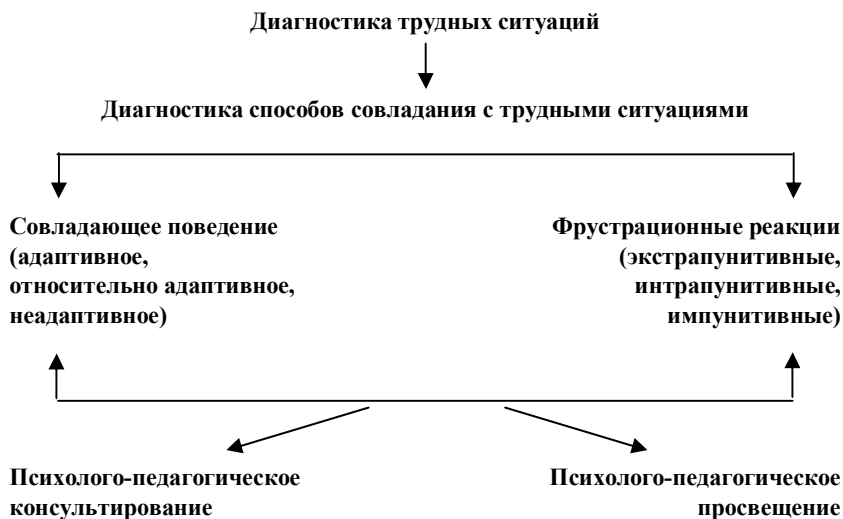 Диагностика трудных ситуаций
Диагностика способов совладания с трудными ситуациями
Совладающее поведение
(адаптивное,
относительно адаптивное,
неадаптивное)
Фрустрационные реакции
(экстрапунитивные,
интрапунитивные,
импунитивные)
Психолого-педагогическое
консультирование
Психолого-педагогическое
просвещение